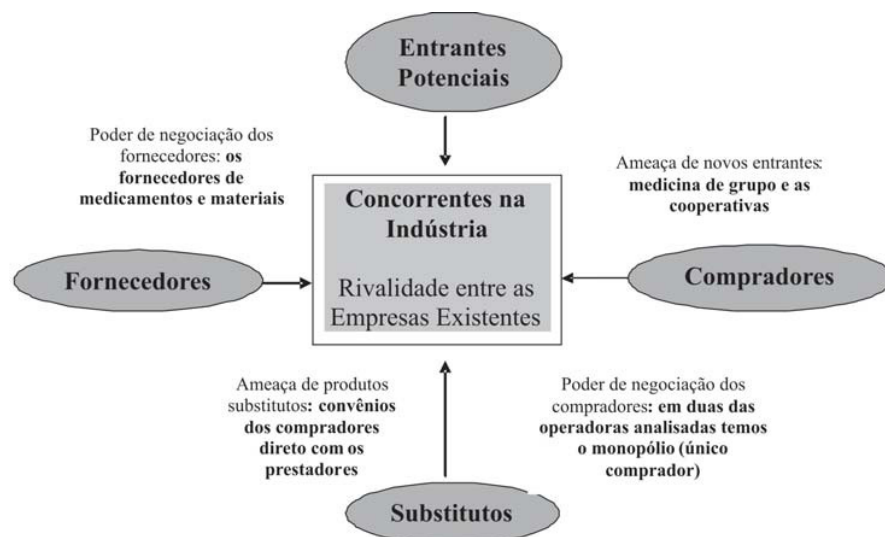 Entrantes
Potenciais
Poder de negociação dos
fornecedores: os
fornecedores de
medicamentos e materiais
Ameaça de novos entrantes:
medicina de grupo e as
cooperativas
Concorrentes na
Indústria
Rivalidade entre as
Empresas Existentes
Fornecedores
Compradores
Ameaça de produtos
substitutos: convênios
dos compradores
direto com os
prestadores
Poder de negociação dos
compradores: em duas das
operadoras analisadas temos
o monopólio (único
comprador)
Substitutos